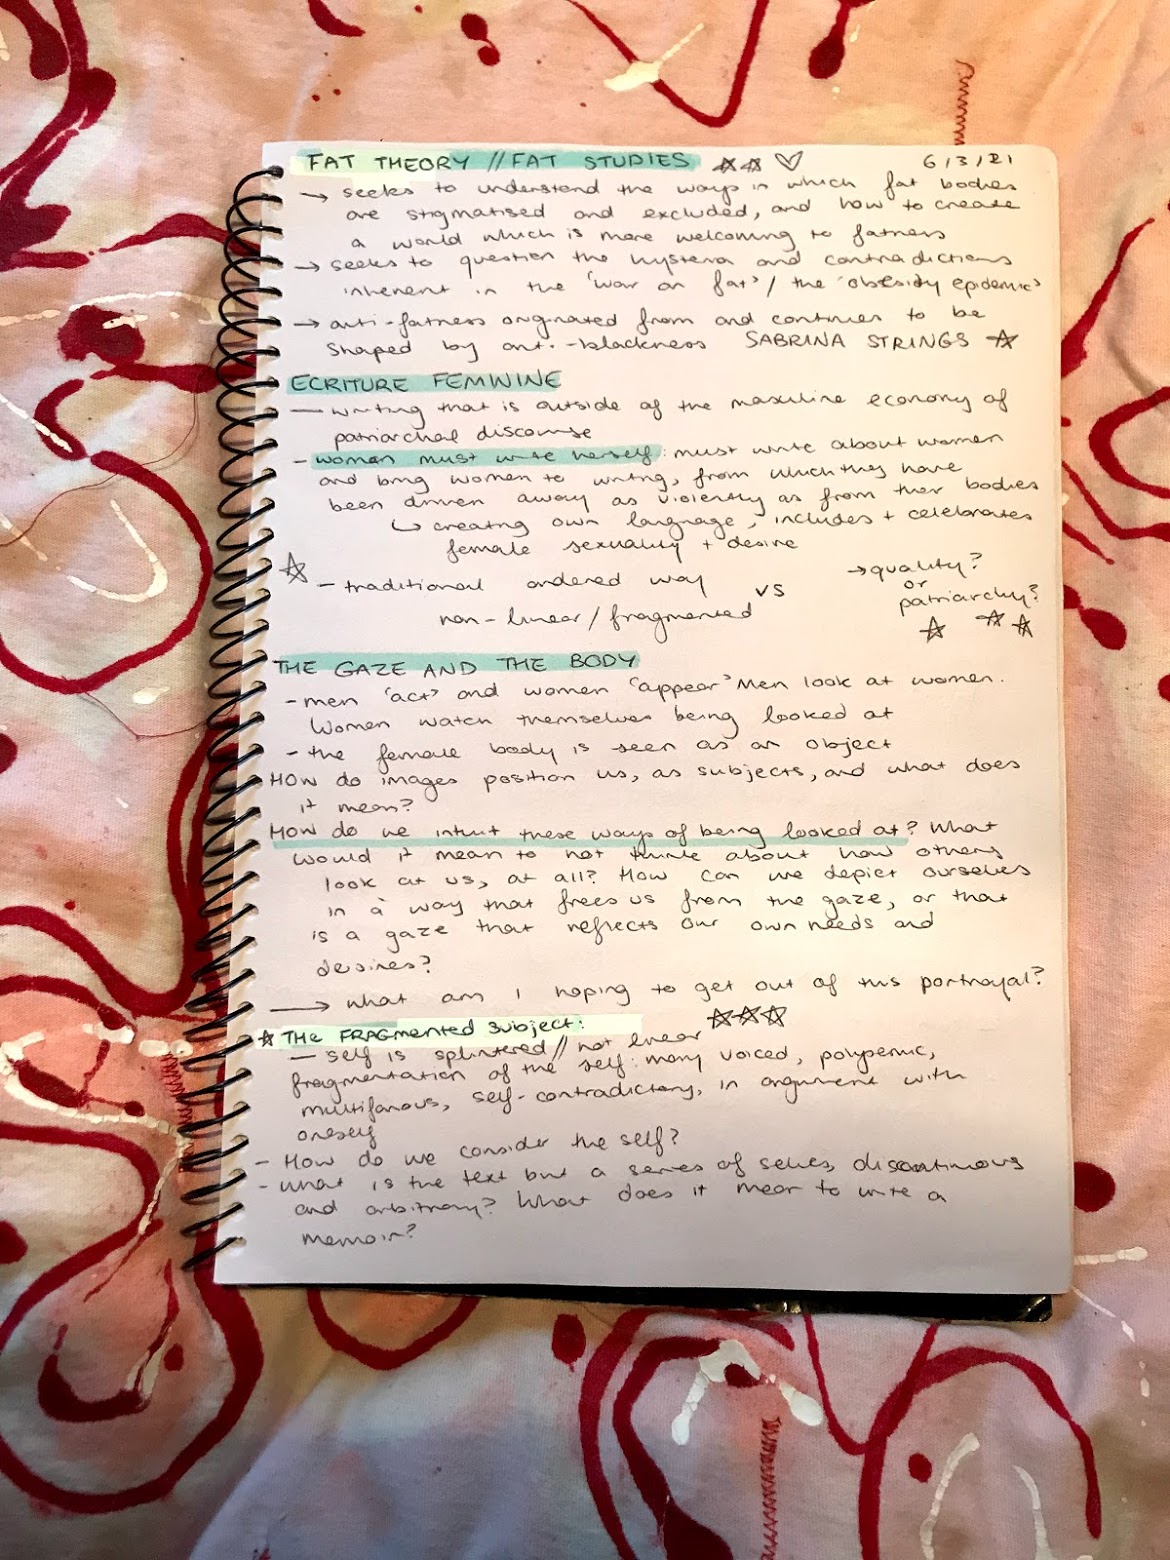 FAT THEORY // FAT STUDIES ☆☆ ♡ 6/3/21
→ seeks to understand the ways in which fat bodies
are stigmatised and excluded, and how to create
a world which is more welcoming to fatness
→ seeks to question the hysteria and contradictions
inherent in the 'war on fat' / the 'obesity epidemic'
→ anti-fatness originated from and continues to be
shaped by anti-blackness SABRINA STRINGS ☆
ECRITURE FEMININE
— writing that is outside of the masculine economy of
patriarchal discourse
- woman must write herself: must write about women
and bring women to writing, from which they have
been driven away as violently as from their bodies
↳ creating own language, includes + celebrates
female sexuality + desire
☆ - traditional ordered way vs
non-linear / fragmented
→ quality?
or
patriarchy?
☆ ☆ ☆
THE GAZE AND THE BODY
- men 'act' and women 'appear' Men look at women.
Women watch themselves being looked at
- the female body is seen as an object
How do images position us, as subjects, and what does
it mean?
How do we intuit these ways of being looked at? What
would it mean to not think about how others
look at us, at all? How can we depict ourselves
in a way that frees us from the gaze, or that
is a gaze that reflects our own needs and
desires?
→ what am I hoping to get out of this portrayal?
☆ THE FRAGMENTED SUBJECT: ☆☆☆
— self is splintered // not linear
fragmentation of the self: many voiced, polysemic,
multifarious, self-contradictory, in argument with
oneself
- How do we consider the self?
- what is the text but a series of selves, discontinuous
and arbitrary? What does it mean to write a
memoir?